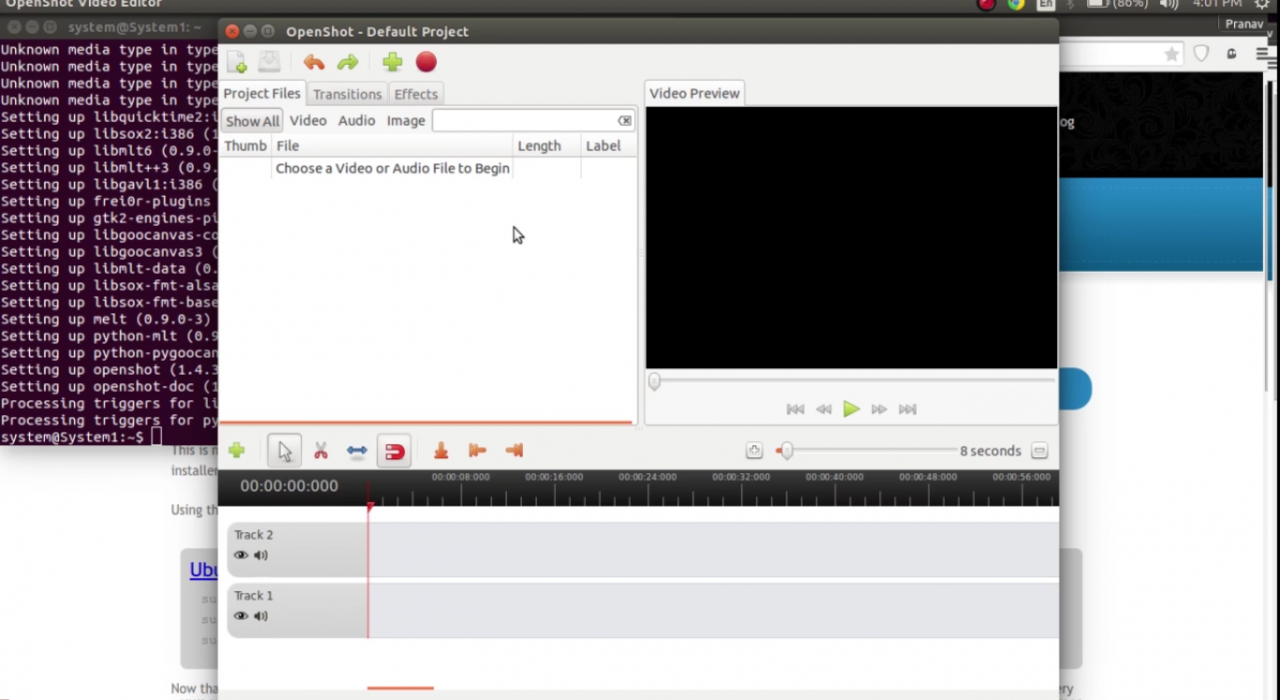 OpenShot Video Editor
En
(86%)
4:01 PM
Pranav
system@System1: ~
Unknown media type in type
Unknown media type in type
Unknown media type in type
Unknown media type in type
Setting up libquicktime2:i
Setting up libsox2:i386 (1
Setting up libmlt6 (0.9.0-
Setting up libmlt++3 (0.9.
Setting up libgavl1:i386 (
Setting up frei0r-plugins
Setting up gtk2-engines-pi
Setting up libgoocanvas-co
Setting up libgoocanvas3 (
Setting up libmlt-data (0.
Setting up libsox-fmt-alsa
Setting up libsox-fmt-base
Setting up melt (0.9.0-3)
Setting up python-mlt (0.9
Setting up python-pygoocan
Setting up openshot (1.4.3
Setting up openshot-doc (1
Processing triggers for li
Processing triggers for py
system@System1:~$
OpenShot - Default Project
Project Files
Transitions
Effects
Show All
Video
Audio
Image
Thumb
File
Length
Label
Choose a Video or Audio File to Begin
Video Preview
og
8 seconds
00:00:00:000
00:00:08:000
00:00:16:000
00:00:24:000
00:00:32:000
00:00:40:000
00:00:48:000
00:00:56:000
Track 2
Track 1
This is n
installe
Using th
Ubu
su
su
su
Now tha
ery